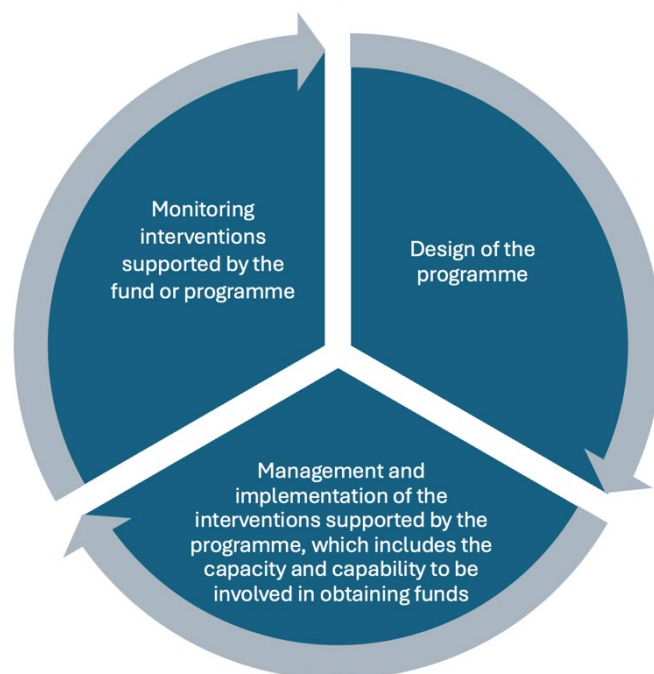 Monitoring
interventions
supported by the
fund or programme
Design of the
programme
Management and
implementation of the
interventions supported by the
programme, which includes the
capacity and capability to be
involved in obtaining funds